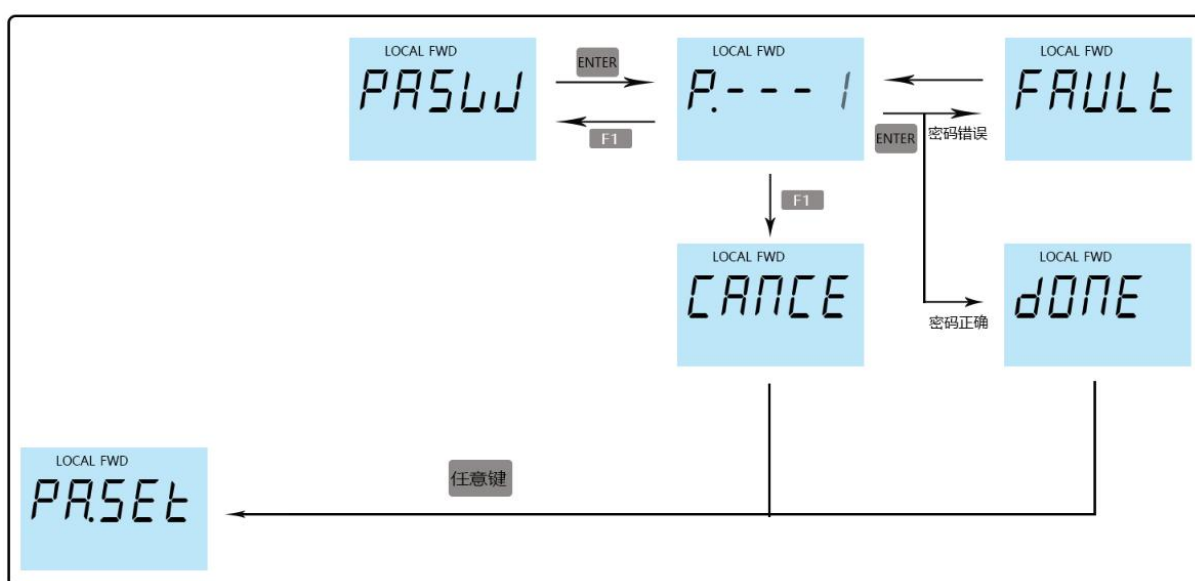 LOCAL FWD
PASWJ
ENTER
F1
LOCAL FWD
P.---1
ENTER
密码错误
LOCAL FWD
FAULt
F1
LOCAL FWD
CANCE
密码正确
LOCAL FWD
dONE
任意键
LOCAL FWD
PA.SEt